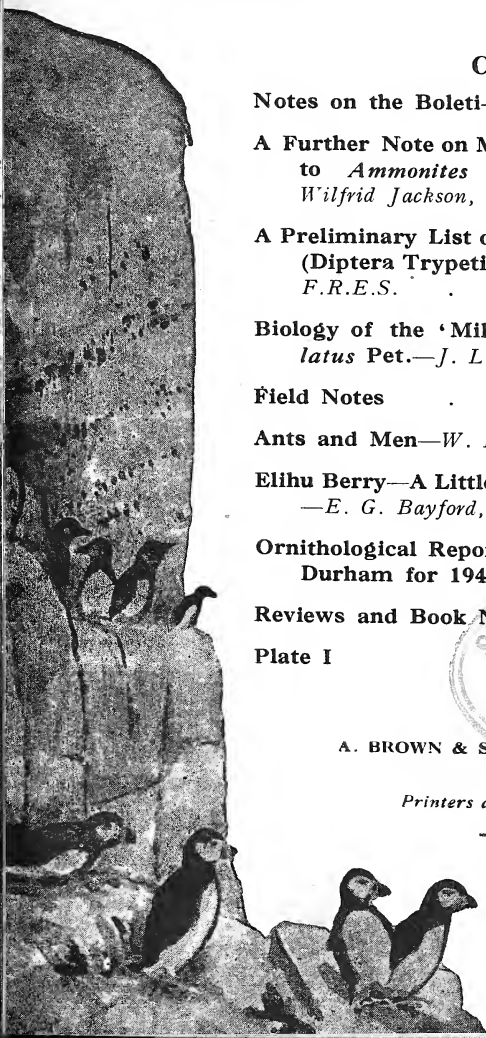 C
Notes on the Boleti—
A Further Note on M
to Ammonites
Wilfrid Jackson,
A Preliminary List o
(Diptera Trypeti
F.R.E.S. .
Biology of the ‘Mil
latus Pet.—J. L
Field Notes .
Ants and Men—W.
Elihu Berry—A Little
—E. G. Bayford,
Ornithological Repor
Durham for 194
Reviews and Book N
Plate I
A. BROWN & S
Printers a